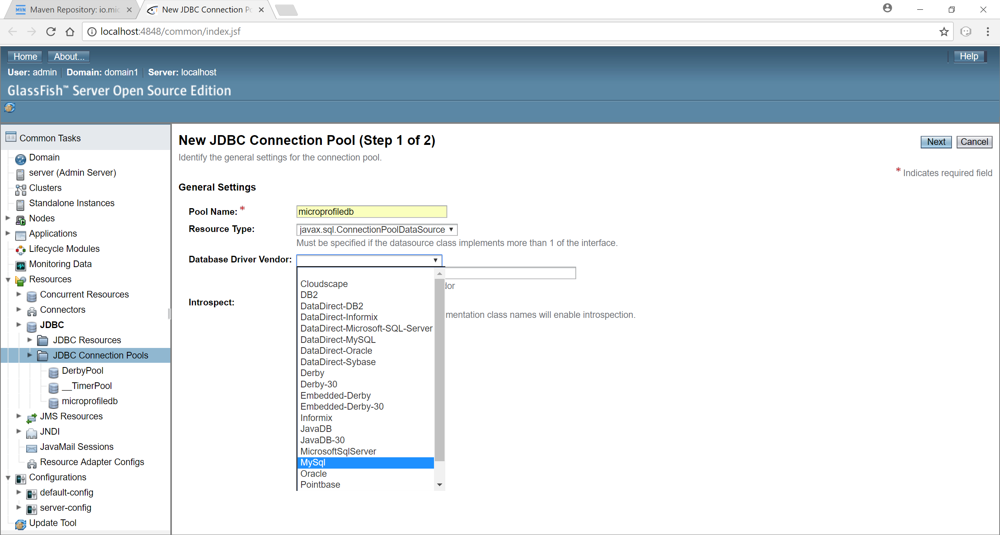 Maven Repository: io.mic
New JDBC Connection Po
localhost:4848/common/index.jsf
Home About... Help
User: admin Domain: domain1 Server: localhost
GlassFish™ Server Open Source Edition
Common Tasks
Domain
server (Admin Server)
Clusters
Standalone Instances
Nodes
Applications
Lifecycle Modules
Monitoring Data
Resources
Concurrent Resources
Connectors
JDBC
JDBC Resources
JDBC Connection Pools
DerbyPool
__TimerPool
microprofiledb
JMS Resources
JNDI
JavaMail Sessions
Resource Adapter Configs
Configurations
default-config
server-config
Update Tool
New JDBC Connection Pool (Step 1 of 2)
Next Cancel
Identify the general settings for the connection pool.
* Indicates required field
General Settings
Pool Name: * microprofiledb
Resource Type: javax.sql.ConnectionPoolDataSource
Must be specified if the datasource class implements more than 1 of the interface.
Database Driver Vendor:
dor
Introspect:
mentation class names will enable introspection.
Cloudscape
DB2
DataDirect-DB2
DataDirect-Informix
DataDirect-Microsoft-SQL-Server
DataDirect-MySQL
DataDirect-Oracle
DataDirect-Sybase
Derby
Derby-30
Embedded-Derby
Embedded-Derby-30
Informix
JavaDB
JavaDB-30
MicrosoftSqlServer
MySql
Oracle
Pointbase